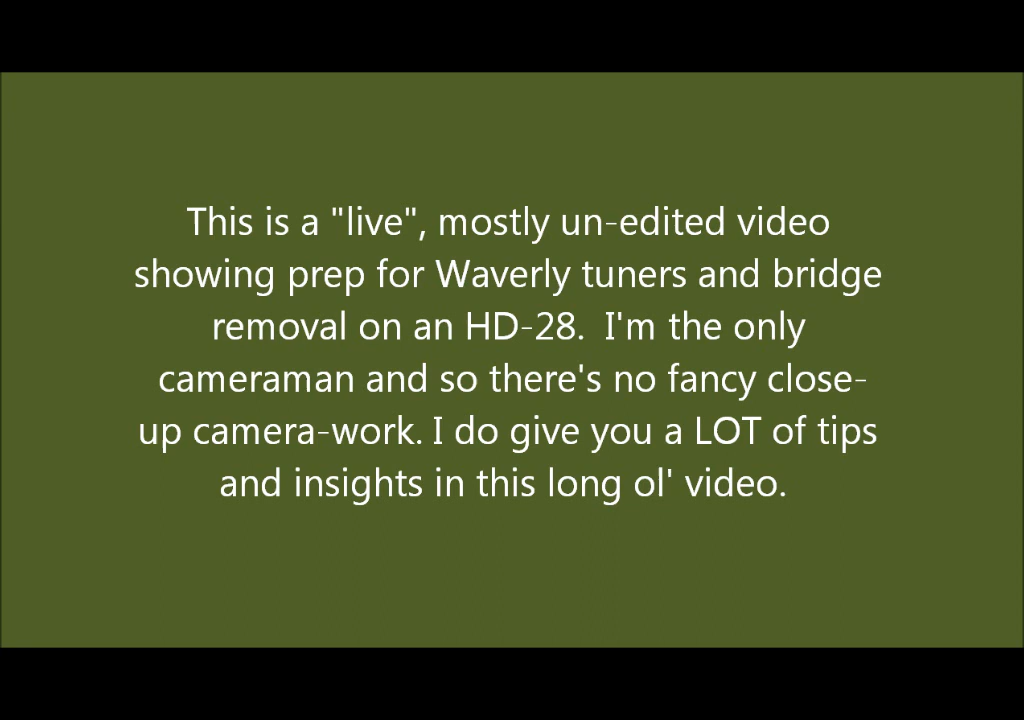 This is a "live", mostly un-edited video
showing prep for Waverly tuners and bridge
removal on an HD-28.  I'm the only
cameraman and so there's no fancy close-
up camera-work. I do give you a LOT of tips
and insights in this long ol' video.